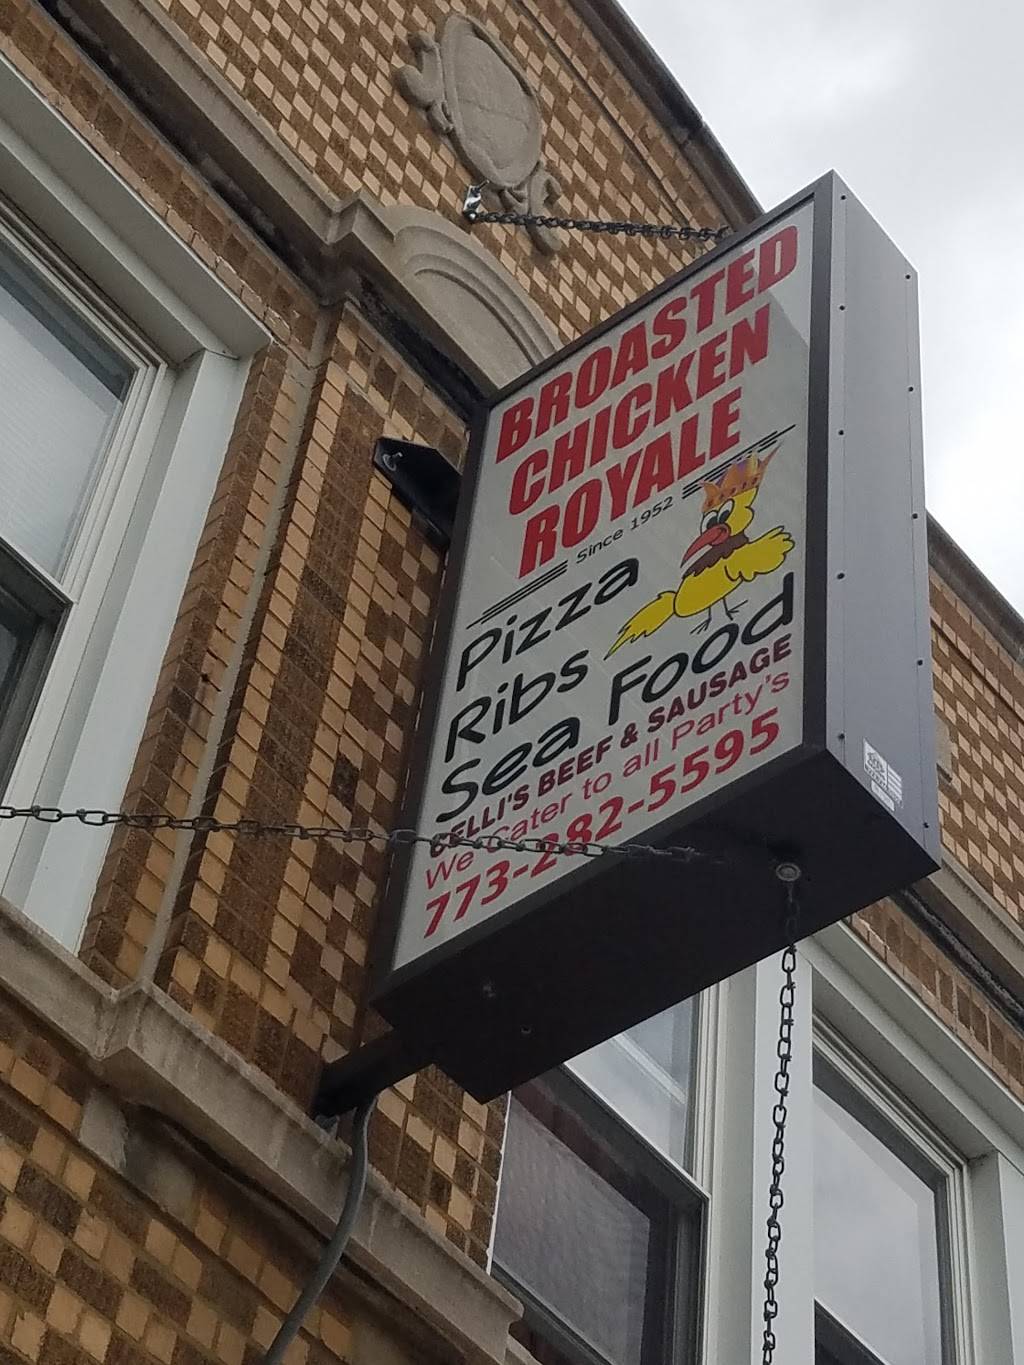 BROASTED
CHICKEN
ROYALE
Since 1952
Pizza
Ribs
Sea Food
CELLI'S BEEF & SAUSAGE
We Cater to all Party's
773-282-5595